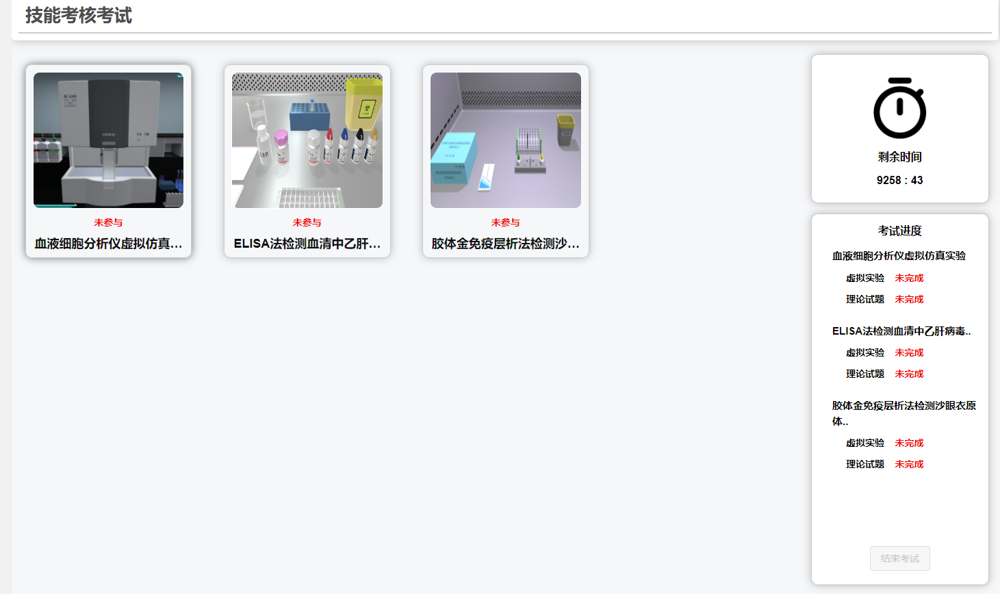 技能考核考试
未参与
血液细胞分析仪虚拟仿真...
未参与
ELISA法检测血清中乙肝...
未参与
胶体金免疫层析法检测沙...
剩余时间
9258 : 43
考试进度
血液细胞分析仪虚拟仿真实验
虚拟实验 未完成
理论试题 未完成
ELISA法检测血清中乙肝病毒..
虚拟实验 未完成
理论试题 未完成
胶体金免疫层析法检测沙眼衣原
体..
虚拟实验 未完成
理论试题 未完成
结束考试